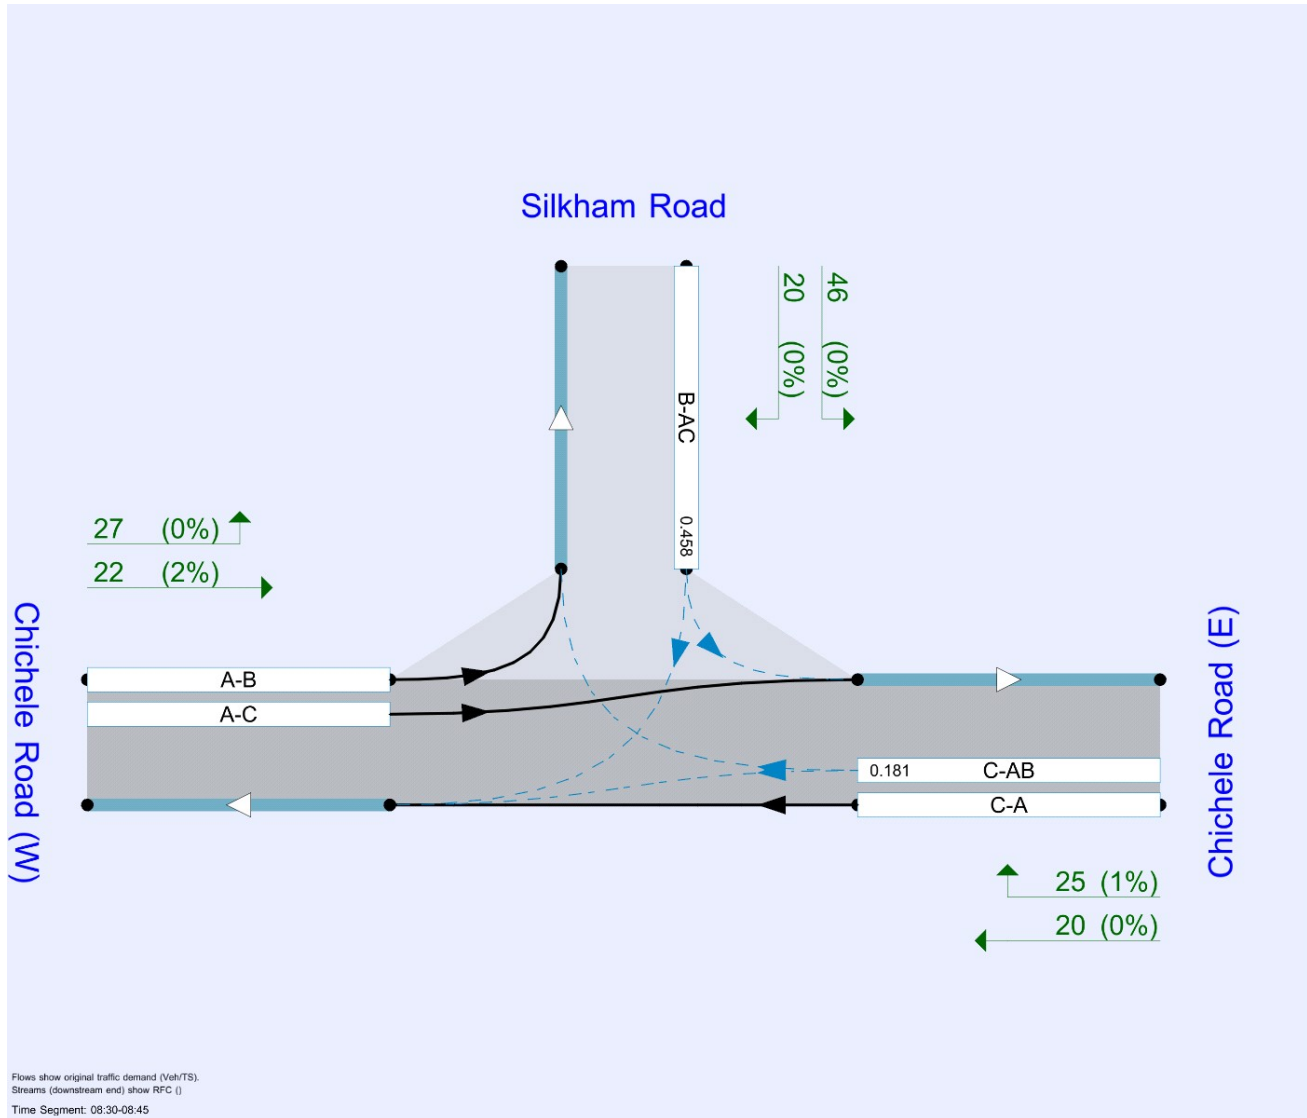 Silkham Road
46 (0%)
20 (0%)
B-AC
0.458
27 (0%)
22 (2%)
Chichele Road (W)
Chichele Road (E)
A-B
A-C
0.181 C-AB
C-A
25 (1%)
20 (0%)
Flows show original traffic demand (Veh/TS).
Streams (downstream end) show RFC ()
Time Segment: 08:30-08:45